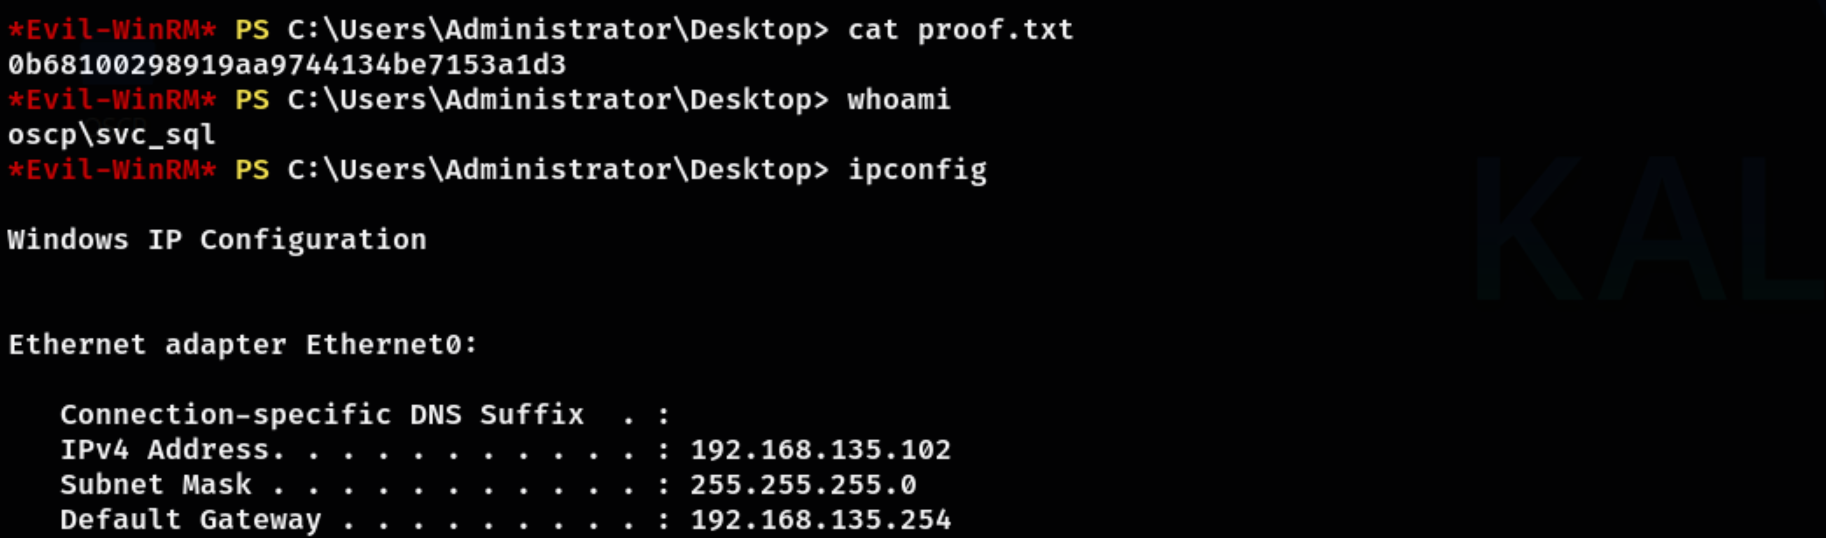 *Evil-WinRM* PS C:\Users\Administrator\Desktop> cat proof.txt
0b68100298919aa9744134be7153a1d3
*Evil-WinRM* PS C:\Users\Administrator\Desktop> whoami
oscp\svc_sql
*Evil-WinRM* PS C:\Users\Administrator\Desktop> ipconfig

Windows IP Configuration

Ethernet adapter Ethernet0:

   Connection-specific DNS Suffix  . :
   IPv4 Address. . . . . . . . . . . : 192.168.135.102
   Subnet Mask . . . . . . . . . . . : 255.255.255.0
   Default Gateway . . . . . . . . . : 192.168.135.254
KAL